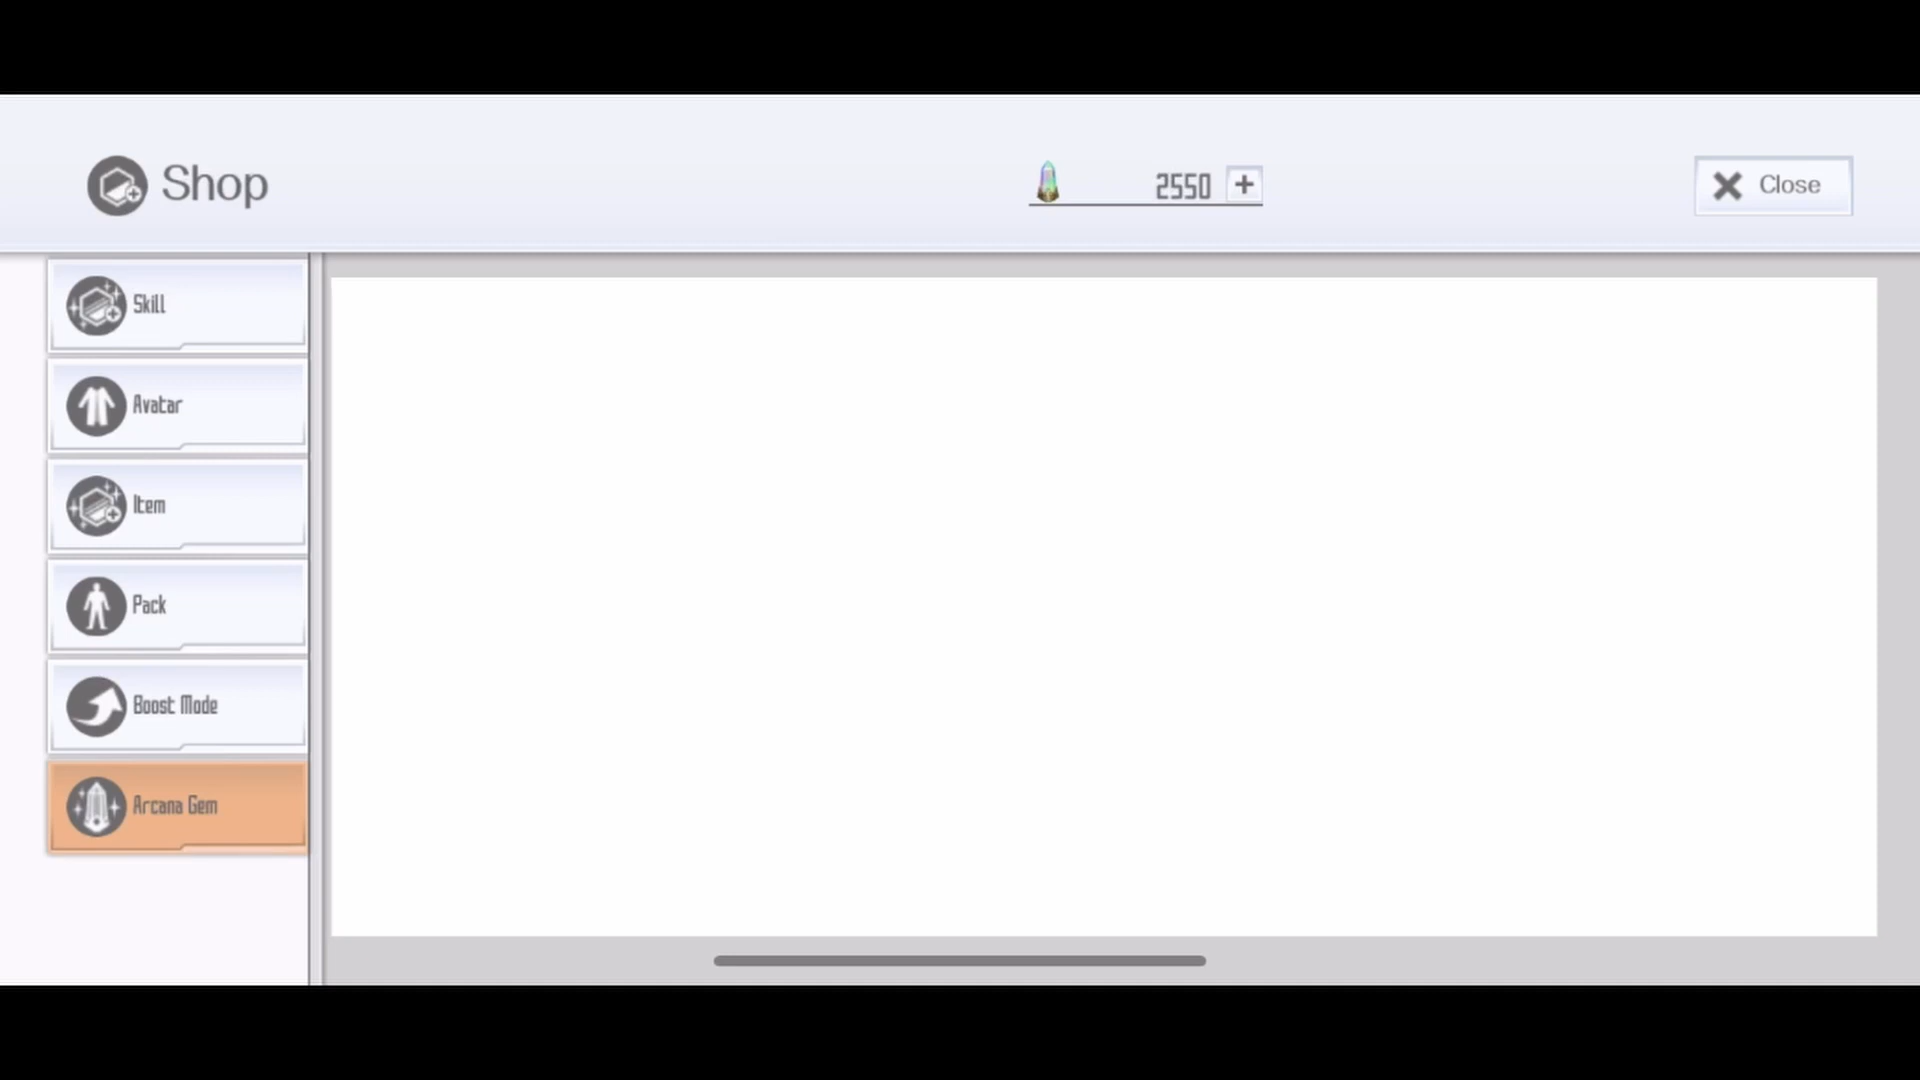 Shop
2550
Close
Skill
Avatar
Item
Pack
Boost Mode
Arcana Gem